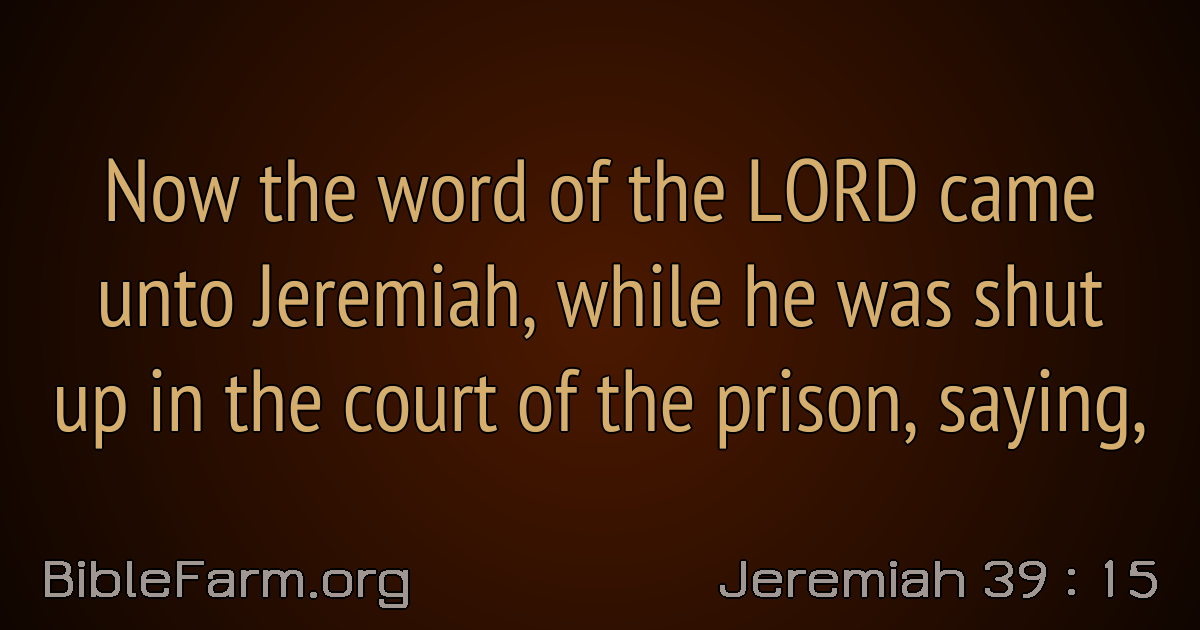 Now the word of the LORD came
unto Jeremiah, while he was shut
up in the court of the prison, saying,
BibleFarm.org
Jeremiah 39 : 15